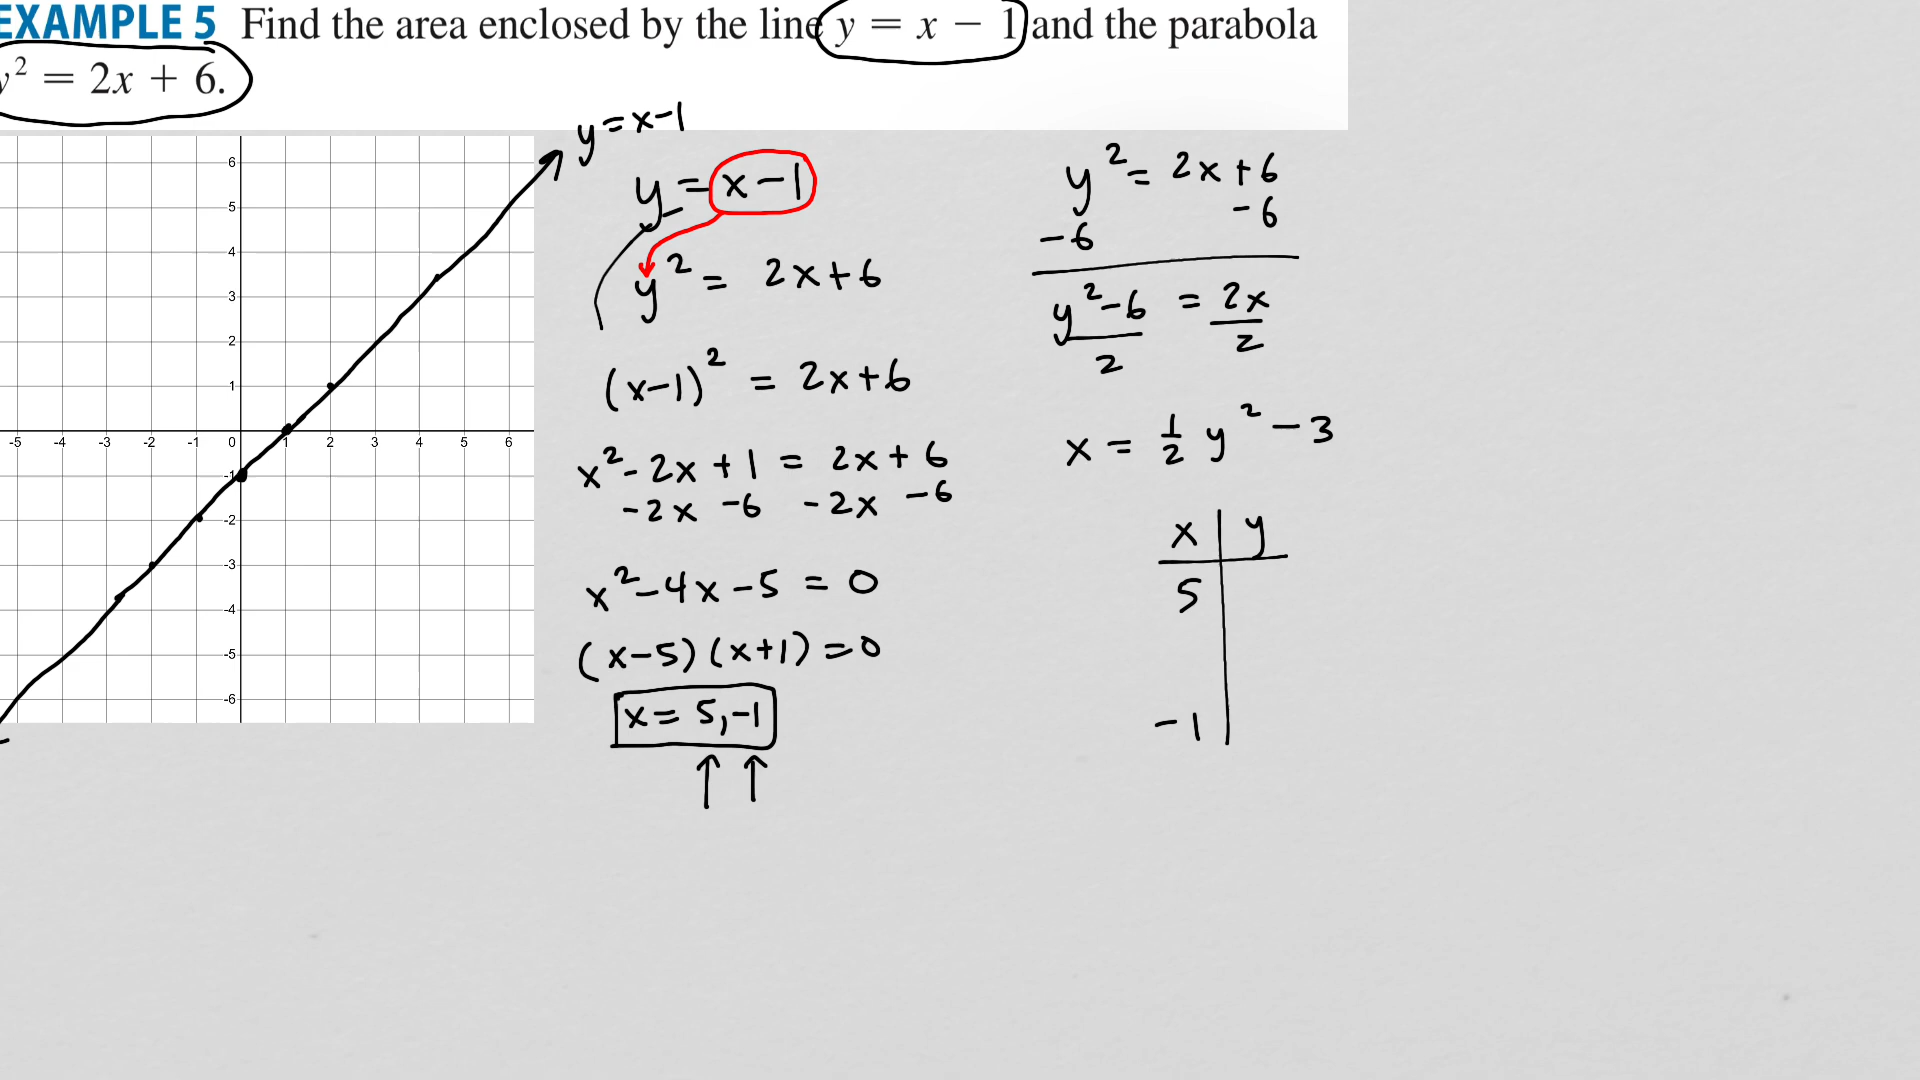 EXAMPLE 5 Find the area enclosed by the line y = x − 1 and the parabola
y² = 2x + 6.
y=x-1
6
5
4
3
2
1
-5 -4 -3 -2 -1 0 1 2 3 4 5 6
-1
-2
-3
-4
-5
-6
y = x-1
y² = 2x+6
(x-1)² = 2x+6
x²-2x+1 = 2x+6
-2x -6 -2x -6
x²-4x-5 = 0
(x-5)(x+1)=0
x= 5,-1
y² = 2x+6
-6 -6
y²-6 = 2x
2 2
x = 1/2 y² - 3
x y
5
-1